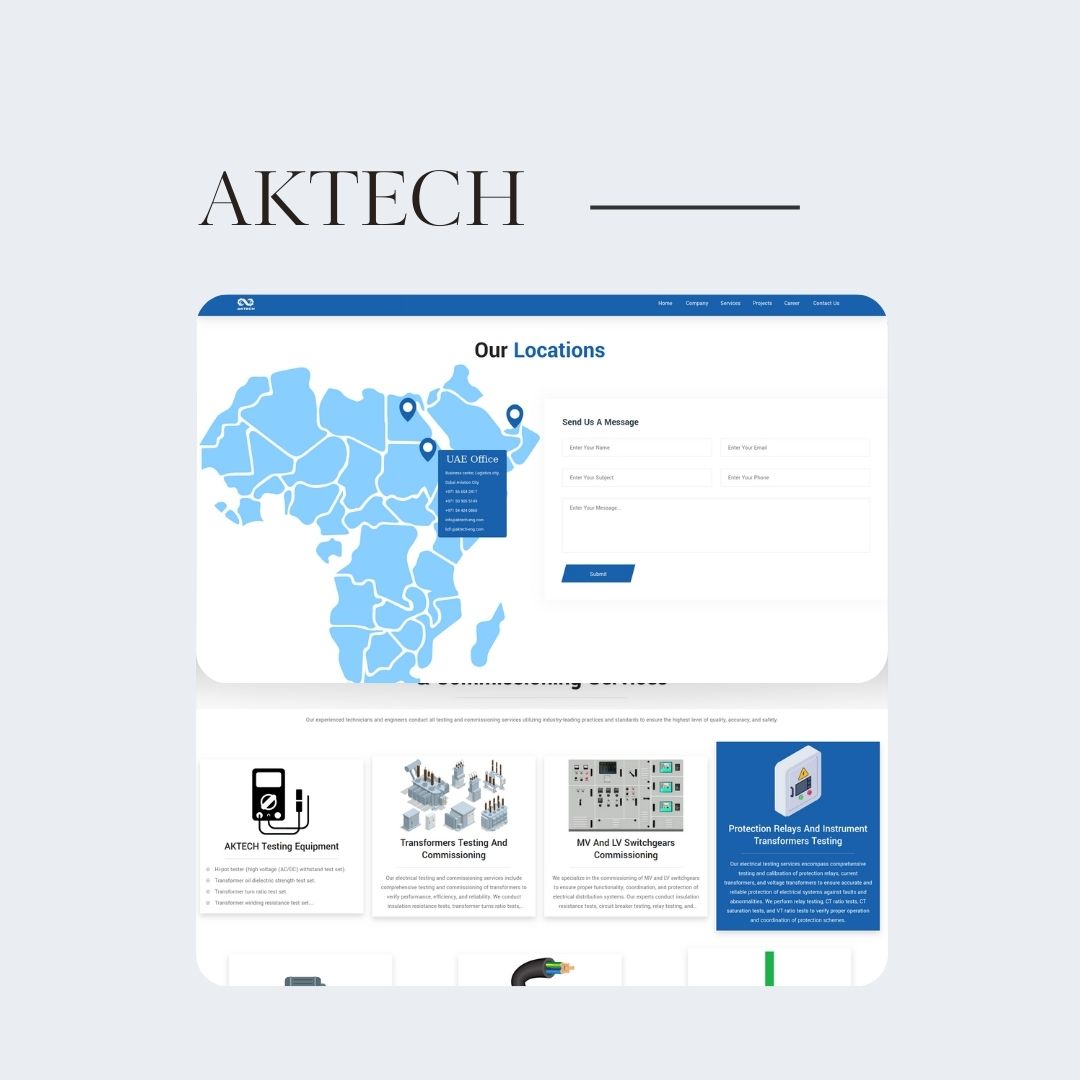 AKTECH
AKTECH
Home Company Services Projects Career Contact Us
Our Locations
UAE Office
Business center, Logistics city,
Dubai Aviation City
Send Us A Message
Enter Your Name
Enter Your Email
Enter Your Subject
Enter Your Phone
Enter Your Message...
Submit
& Commissioning Services
Our experienced technicians and engineers conduct all testing and commissioning services utilizing industry-leading practices and standards to ensure the highest level of quality, accuracy, and safety.
AKTECH Testing Equipment
Hi-pot tester (high voltage (AC/DC) withstand test set).
Transformer oil dielectric strength test set.
Transformer turn ratio test set.
Transformer winding resistance test set...
Transformers Testing And
Commissioning
Our electrical testing and commissioning services include
comprehensive testing and commissioning of transformers to
verify performance, efficiency, and reliability. We conduct
insulation resistance tests, transformer turns ratio tests,..
MV And LV Switchgears
Commissioning
We specialize in the commissioning of MV and LV switchgears
to ensure proper functionality, coordination, and protection of
electrical distribution systems. Our experts conduct insulation
resistance tests, circuit breaker testing, relay testing, and..
Protection Relays And Instrument
Transformers Testing
Our electrical testing services encompass comprehensive
testing and calibration of protection relays, current
transformers, and voltage transformers to ensure accurate and
reliable protection of electrical systems against faults and
abnormalities. We perform relay testing, CT ratio tests, CT
saturation tests, and VT ratio tests to verify proper operation
and coordination of protection schemes.